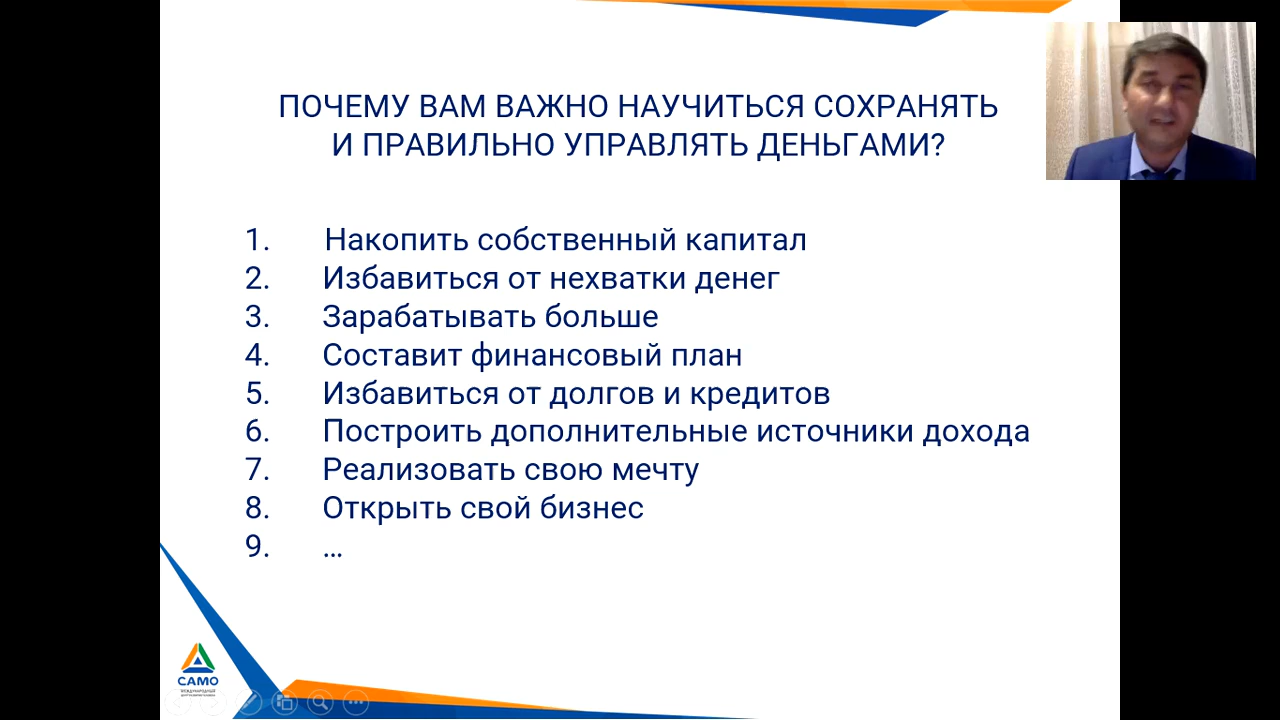 ПОЧЕМУ ВАМ ВАЖНО НАУЧИТЬСЯ СОХРАНЯТЬ
И ПРАВИЛЬНО УПРАВЛЯТЬ ДЕНЬГАМИ?
1. Накопить собственный капитал
2. Избавиться от нехватки денег
3. Зарабатывать больше
4. Составит финансовый план
5. Избавиться от долгов и кредитов
6. Построить дополнительные источники дохода
7. Реализовать свою мечту
8. Открыть свой бизнес
9. ...
САМО
МЕЖДУНАРОДНЫЙ